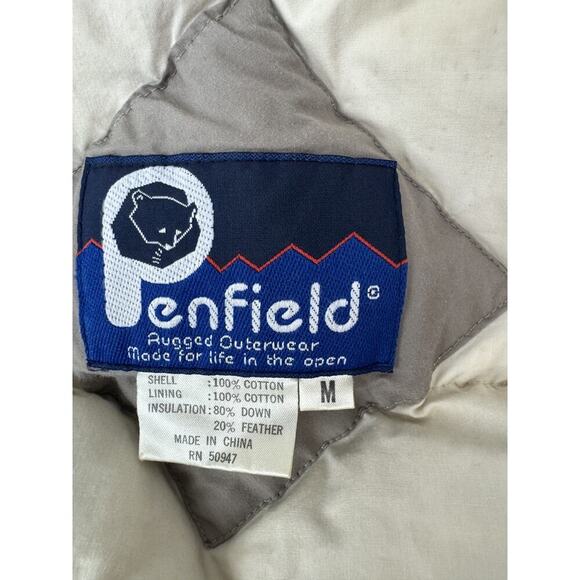 Penfield®
Rugged Outerwear
Made for life in the open
SHELL :100% COTTON
LINING :100% COTTON
INSULATION:80% DOWN
20% FEATHER
MADE IN CHINA
RN 50947
M